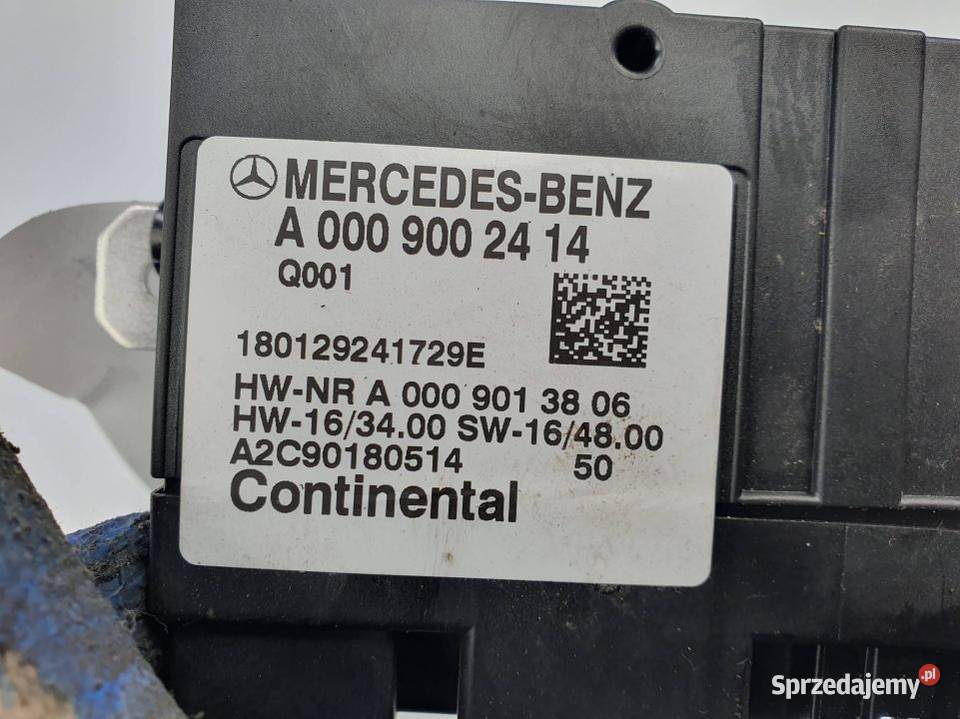 MERCEDES-BENZ
A 000 900 24 14
Q001
180129241729E
HW-NR A 000 901 38 06
HW-16/34.00 SW-16/48.00
A2C90180514 50
Continental
Sprzedajemy.pl